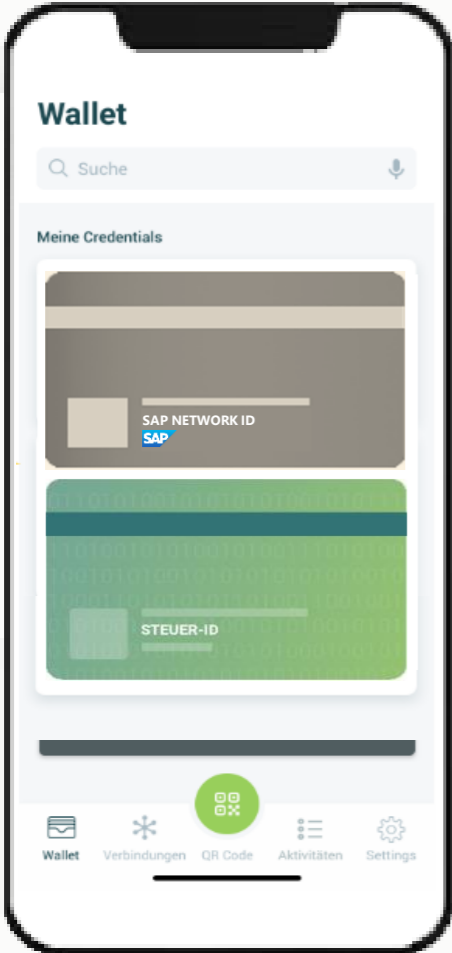 Wallet
Suche
Meine Credentials
SAP NETWORK ID
SAP
STEUER-ID
Wallet
Verbindungen
QR Code
Aktivitäten
Settings